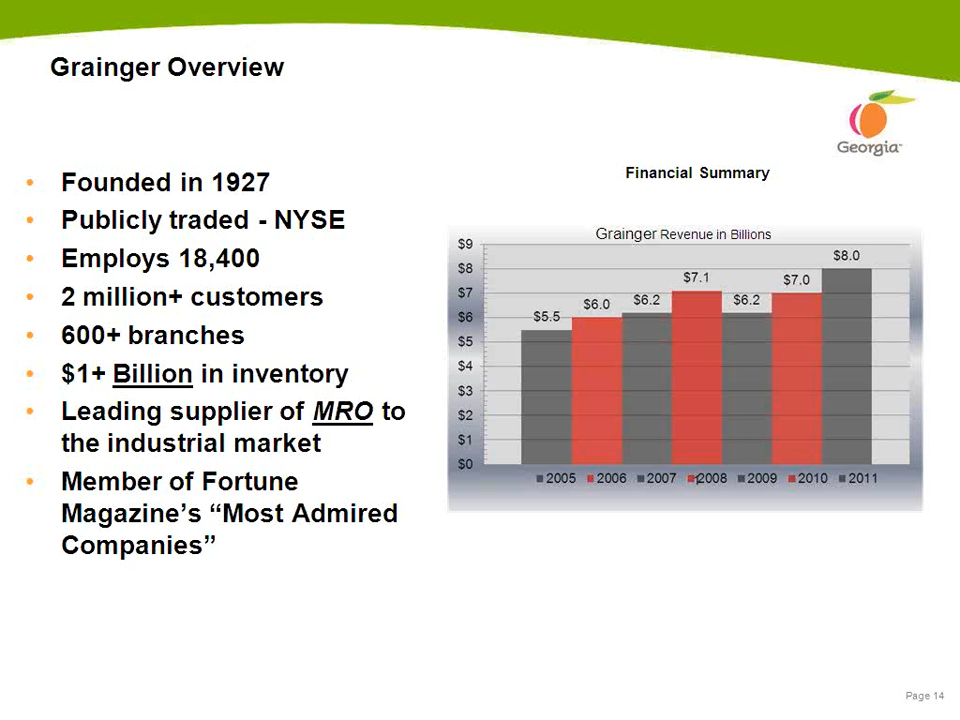 Grainger Overview
Georgia™
• Founded in 1927
• Publicly traded - NYSE
• Employs 18,400
• 2 million+ customers
• 600+ branches
• $1+ Billion in inventory
• Leading supplier of MRO to
the industrial market
• Member of Fortune
Magazine’s “Most Admired
Companies”
Financial Summary
Grainger Revenue in Billions
$9
$8
$7
$6
$5
$4
$3
$2
$1
$0
$5.5
$6.0
$6.2
$7.1
$6.2
$7.0
$8.0
2005 2006 2007 2008 2009 2010 2011
Page 14